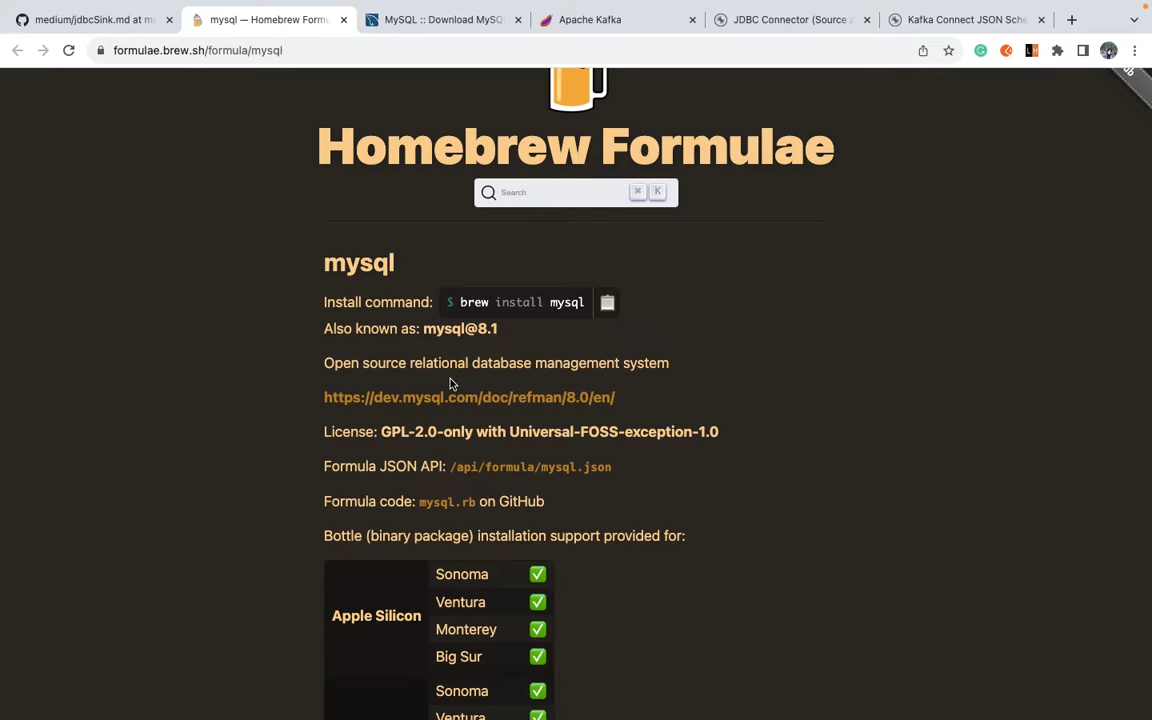 medium/jdbcSink.md at ma
mysql — Homebrew Formu
MySQL :: Download MySQ
Apache Kafka
JDBC Connector (Source
Kafka Connect JSON Sche
formulae.brew.sh/formula/mysql
Homebrew Formulae
Search ⌘ K
mysql
Install command: $ brew install mysql
Also known as: mysql@8.1
Open source relational database management system
https://dev.mysql.com/doc/refman/8.0/en/
License: GPL-2.0-only with Universal-FOSS-exception-1.0
Formula JSON API: /api/formula/mysql.json
Formula code: mysql.rb on GitHub
Bottle (binary package) installation support provided for:
Apple Silicon
Sonoma ✅
Ventura ✅
Monterey ✅
Big Sur ✅
Sonoma ✅
Ventura